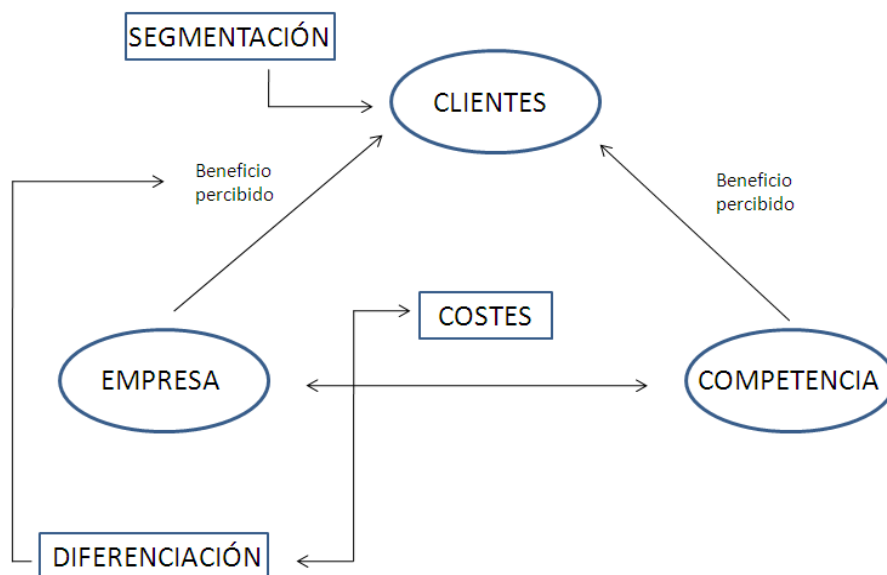 SEGMENTACIÓN
CLIENTES
Beneficio
percibido
Beneficio
percibido
COSTES
EMPRESA
COMPETENCIA
DIFERENCIACIÓN